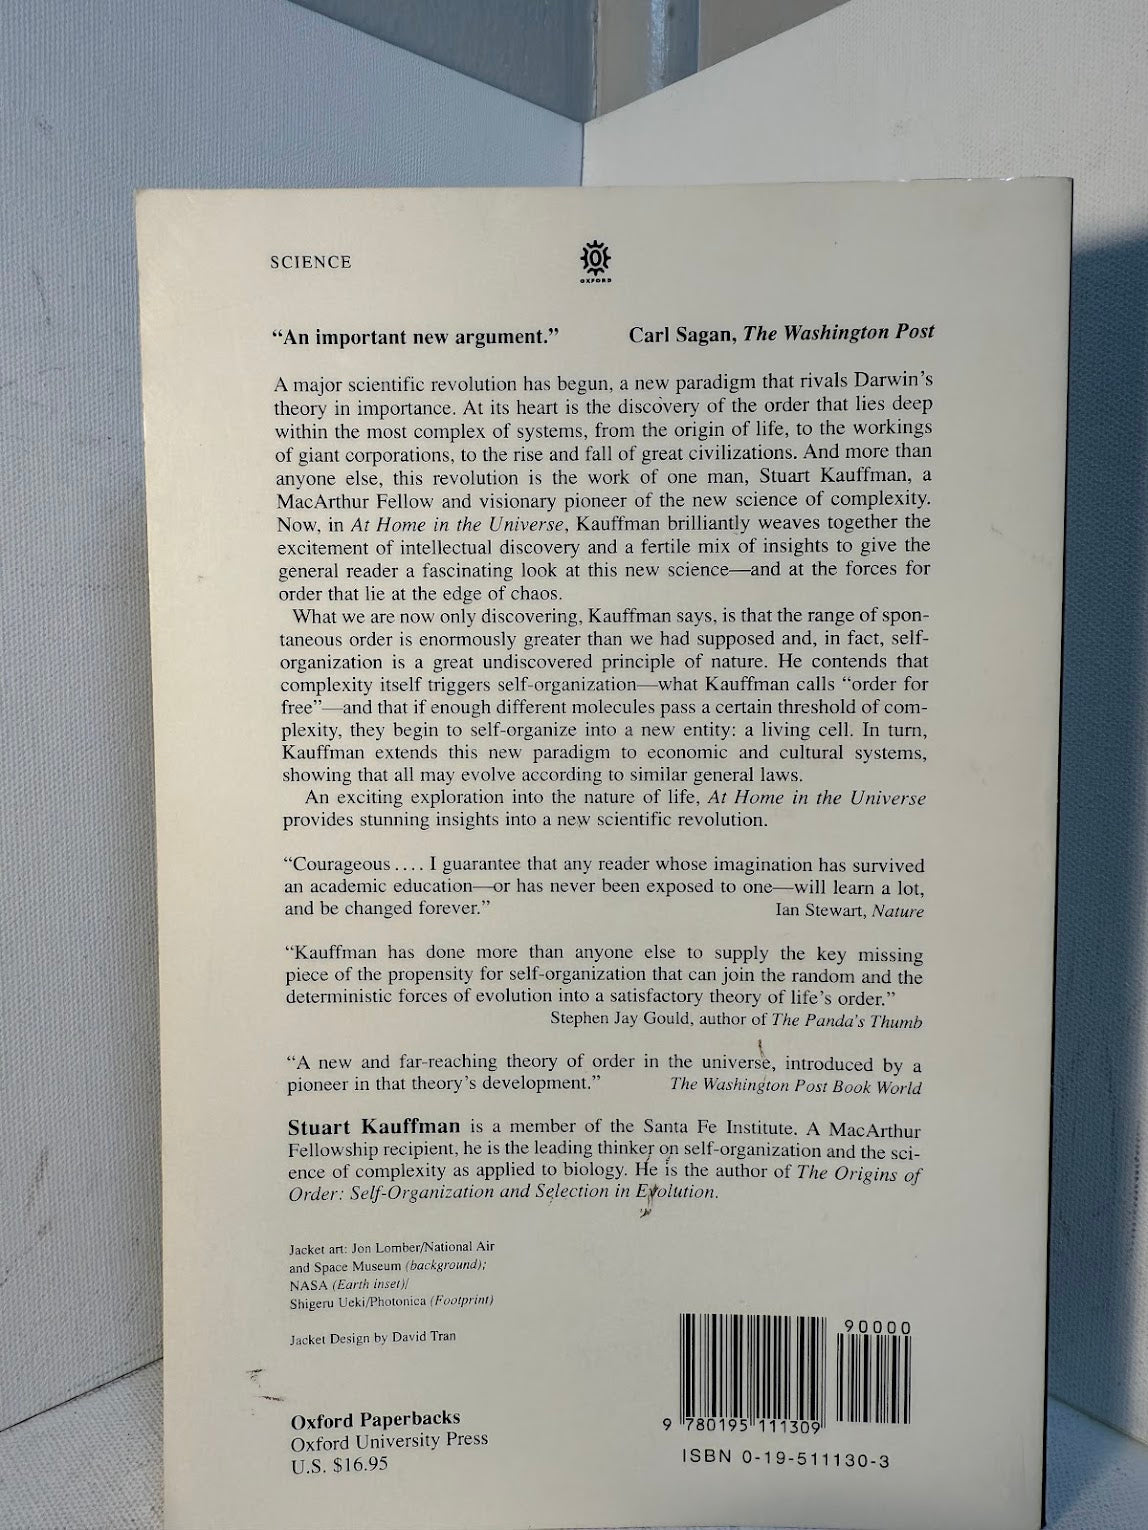 SCIENCE
OXFORD
“An important new argument.” Carl Sagan, The Washington Post
A major scientific revolution has begun, a new paradigm that rivals Darwin’s
theory in importance. At its heart is the discovery of the order that lies deep
within the most complex of systems, from the origin of life, to the workings
of giant corporations, to the rise and fall of great civilizations. And more than
anyone else, this revolution is the work of one man, Stuart Kauffman, a
MacArthur Fellow and visionary pioneer of the new science of complexity.
Now, in At Home in the Universe, Kauffman brilliantly weaves together the
excitement of intellectual discovery and a fertile mix of insights to give the
general reader a fascinating look at this new science—and at the forces for
order that lie at the edge of chaos.
What we are now only discovering, Kauffman says, is that the range of spon-
taneous order is enormously greater than we had supposed and, in fact, self-
organization is a great undiscovered principle of nature. He contends that
complexity itself triggers self-organization—what Kauffman calls “order for
free”—and that if enough different molecules pass a certain threshold of com-
plexity, they begin to self-organize into a new entity: a living cell. In turn,
Kauffman extends this new paradigm to economic and cultural systems,
showing that all may evolve according to similar general laws.
An exciting exploration into the nature of life, At Home in the Universe
provides stunning insights into a new scientific revolution.
“Courageous .... I guarantee that any reader whose imagination has survived
an academic education—or has never been exposed to one—will learn a lot,
and be changed forever.” Ian Stewart, Nature
“Kauffman has done more than anyone else to supply the key missing
piece of the propensity for self-organization that can join the random and the
deterministic forces of evolution into a satisfactory theory of life’s order.”
Stephen Jay Gould, author of The Panda’s Thumb
“A new and far-reaching theory of order in the universe, introduced by a
pioneer in that theory’s development.” The Washington Post Book World
Stuart Kauffman is a member of the Santa Fe Institute. A MacArthur
Fellowship recipient, he is the leading thinker on self-organization and the sci-
ence of complexity as applied to biology. He is the author of The Origins of
Order: Self-Organization and Selection in Evolution.
Jacket art: Jon Lomber/National Air
and Space Museum (background);
NASA (Earth inset)/
Shigeru Ueki/Photonica (Footprint)
Jacket Design by David Tran
Oxford Paperbacks
Oxford University Press
U.S. $16.95
90000
9 780195 111309
ISBN 0-19-511130-3